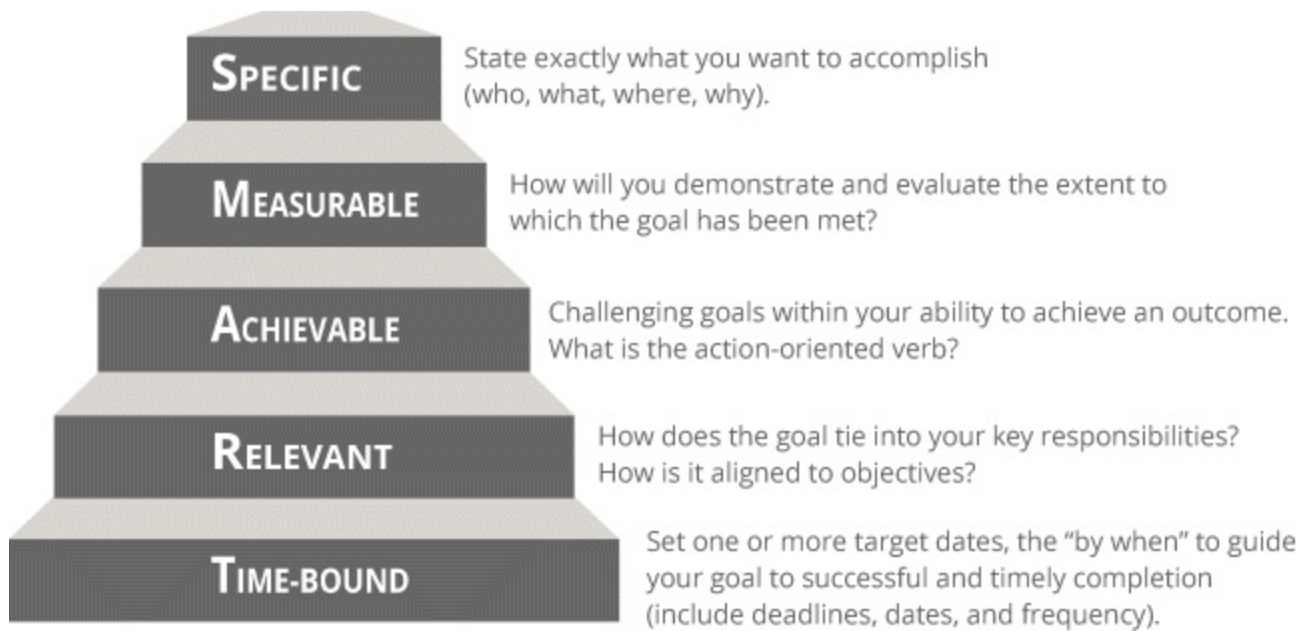 SPECIFIC
State exactly what you want to accomplish
(who, what, where, why).
MEASURABLE
How will you demonstrate and evaluate the extent to
which the goal has been met?
ACHIEVABLE
Challenging goals within your ability to achieve an outcome.
What is the action-oriented verb?
RELEVANT
How does the goal tie into your key responsibilities?
How is it aligned to objectives?
TIME-BOUND
Set one or more target dates, the “by when” to guide
your goal to successful and timely completion
(include deadlines, dates, and frequency).